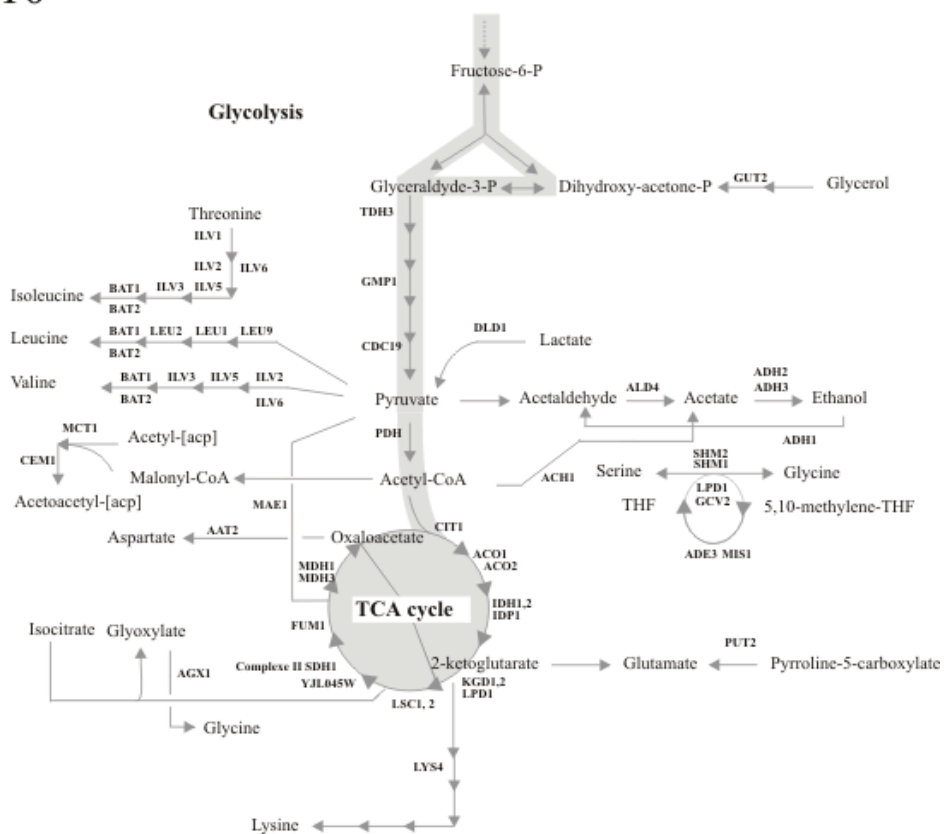 Fructose-6-P
Glycolysis
Glyceraldyde-3-P
Dihydroxy-acetone-P
GUT2
Glycerol
TDH3
Threonine
ILV1
ILV2
ILV6
GMP1
Isoleucine
BAT1
ILV3
ILV5
BAT2
Leucine
BAT1
LEU2
LEU1
LEU9
BAT2
DLD1
Lactate
CDC19
Valine
BAT1
ILV3
ILV5
ILV2
BAT2
ILV6
Pyruvate
Acetaldehyde
ALD4
Acetate
ADH2
ADH3
Ethanol
ADH1
MCT1
Acetyl-[acp]
PDH
CEM1
Malonyl-CoA
Acetyl-CoA
ACH1
Acetoacetyl-[acp]
MAE1
SHM2
SHM1
Serine
Glycine
LPD1
GCV2
THF
5,10-methylene-THF
ADE3 MIS1
CIT1
Aspartate
AAT2
Oxaloacetate
ACO1
ACO2
MDH1
MDH3
IDH1,2
IDP1
TCA cycle
FUM1
Isocitrate
Glyoxylate
AGX1
Complexe II SDH1
YJL045W
2-ketoglutarate
Glutamate
PUT2
Pyrroline-5-carboxylate
KGD1,2
LPD1
LSC1, 2
Glycine
LYS4
Lysine